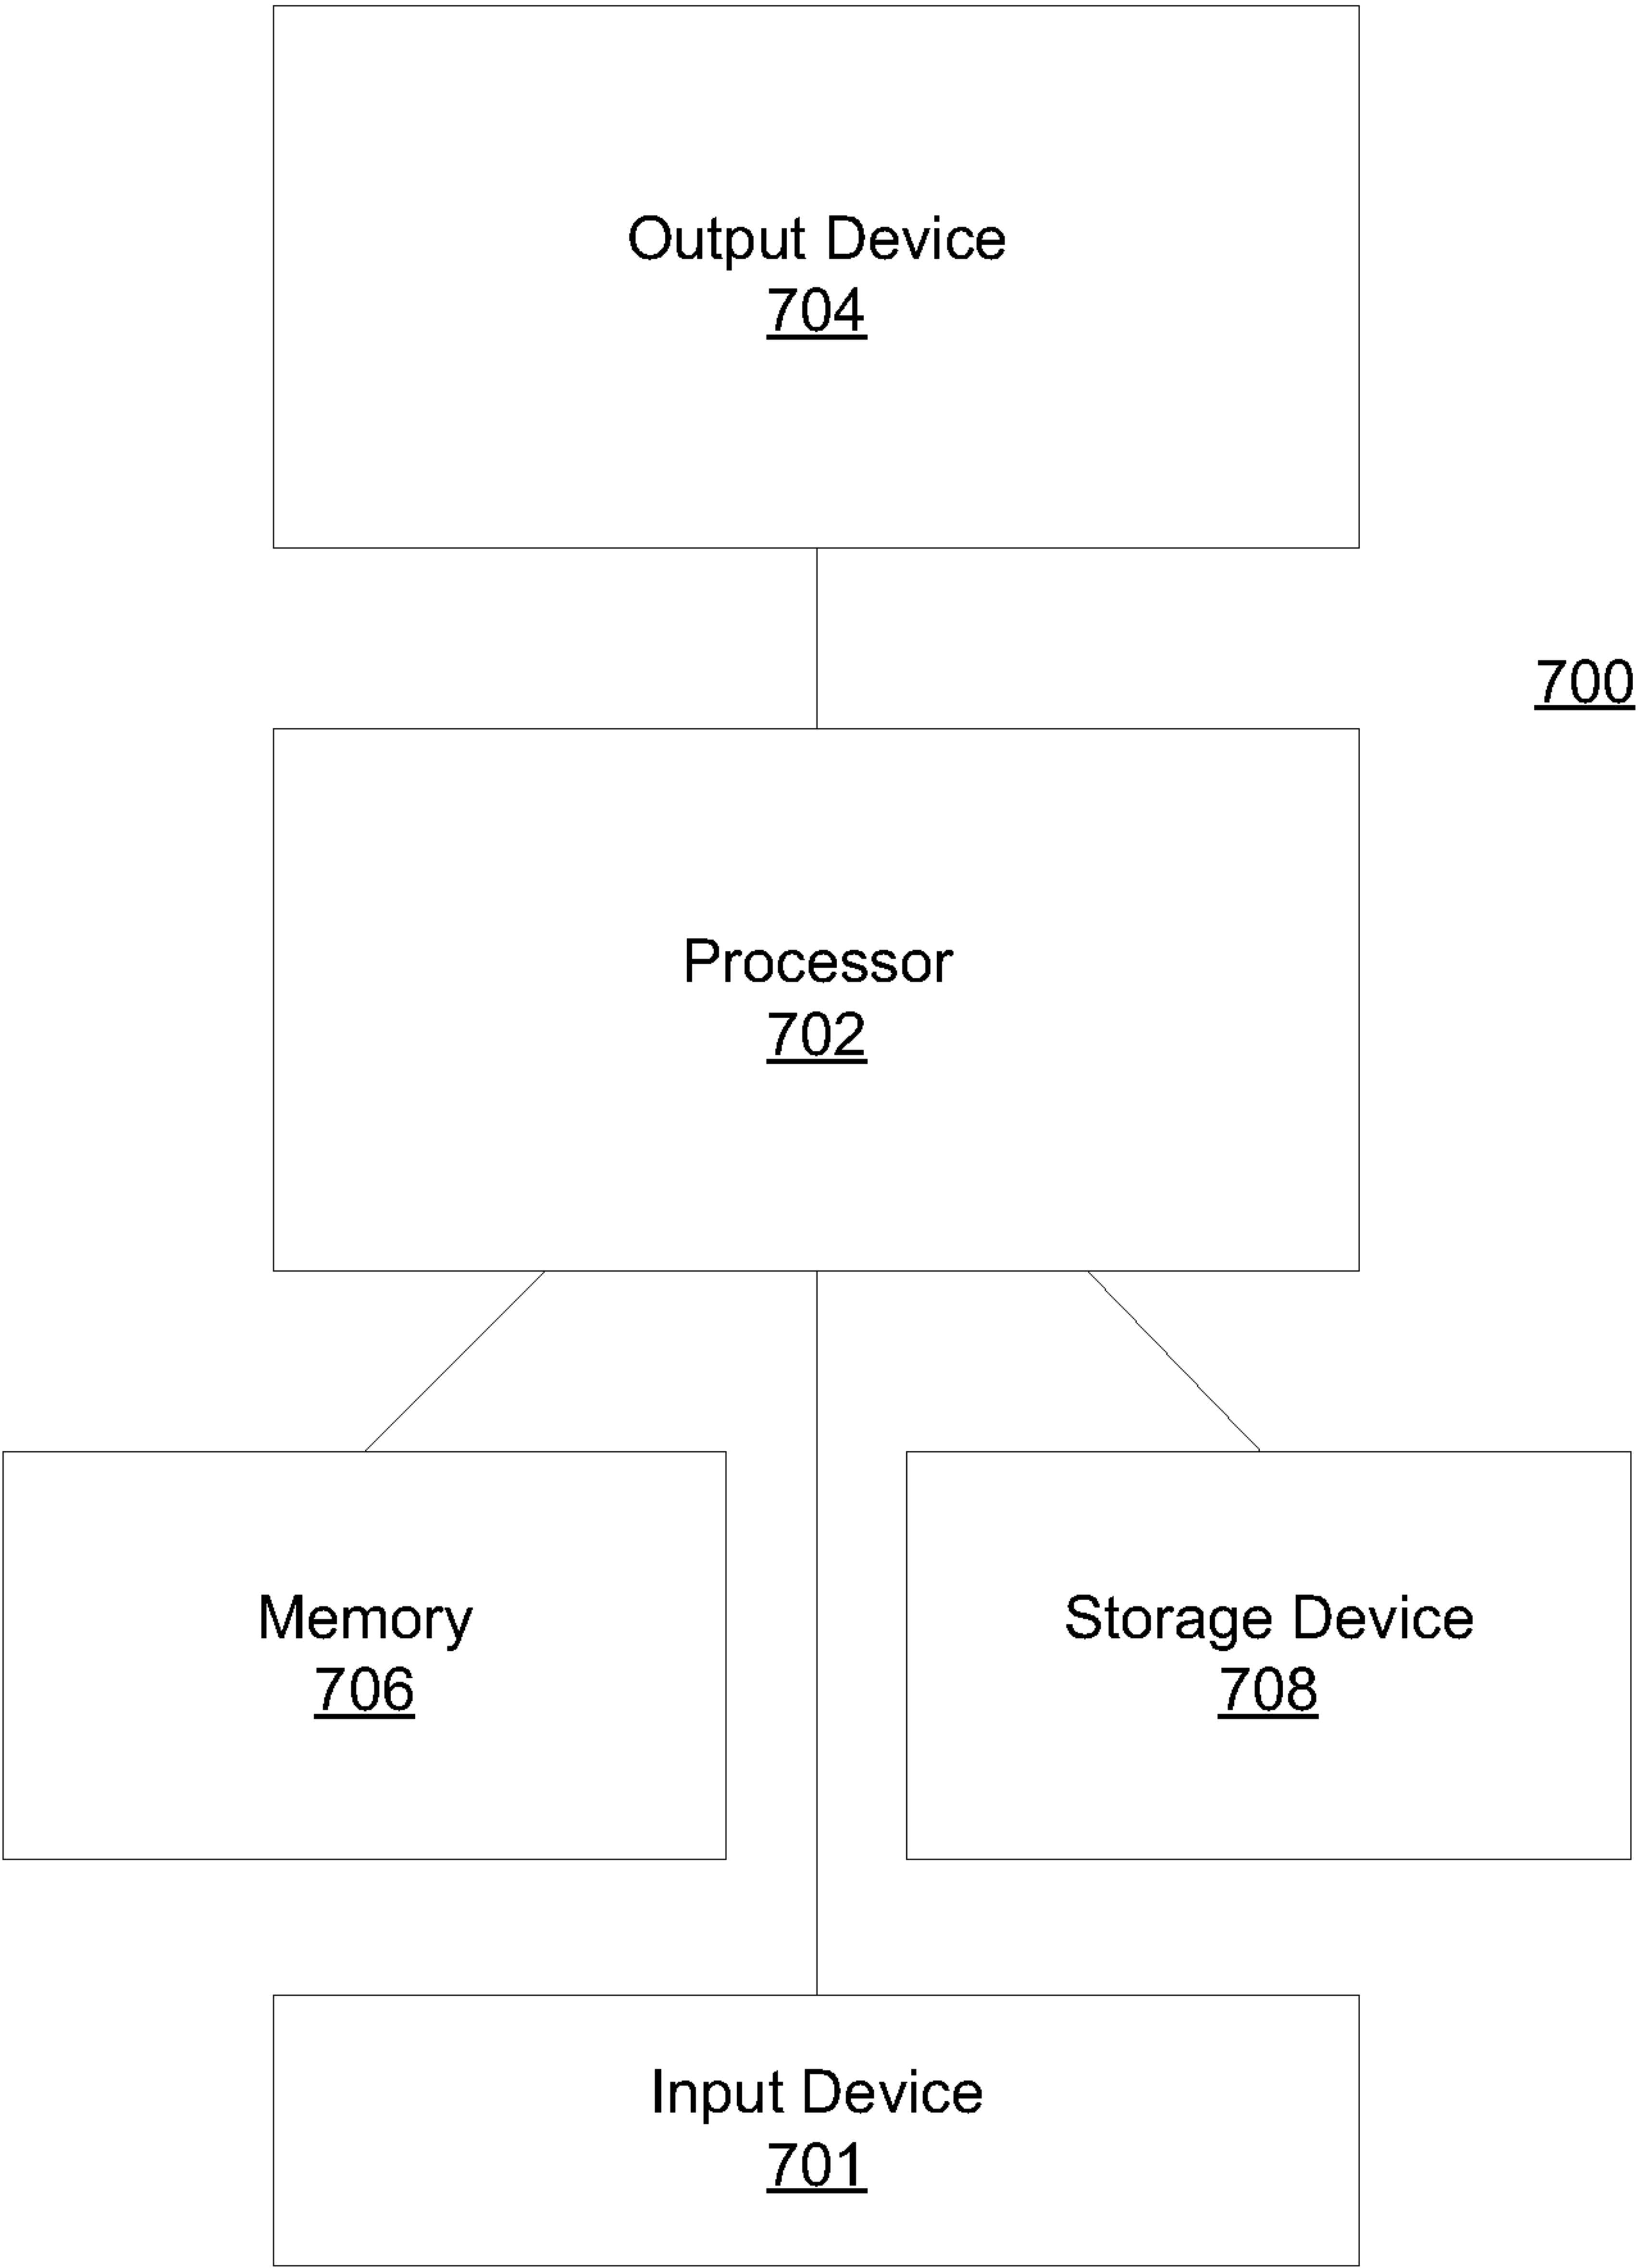 Output Device
704
700
Processor
702
Memory
706
Storage Device
708
Input Device
701